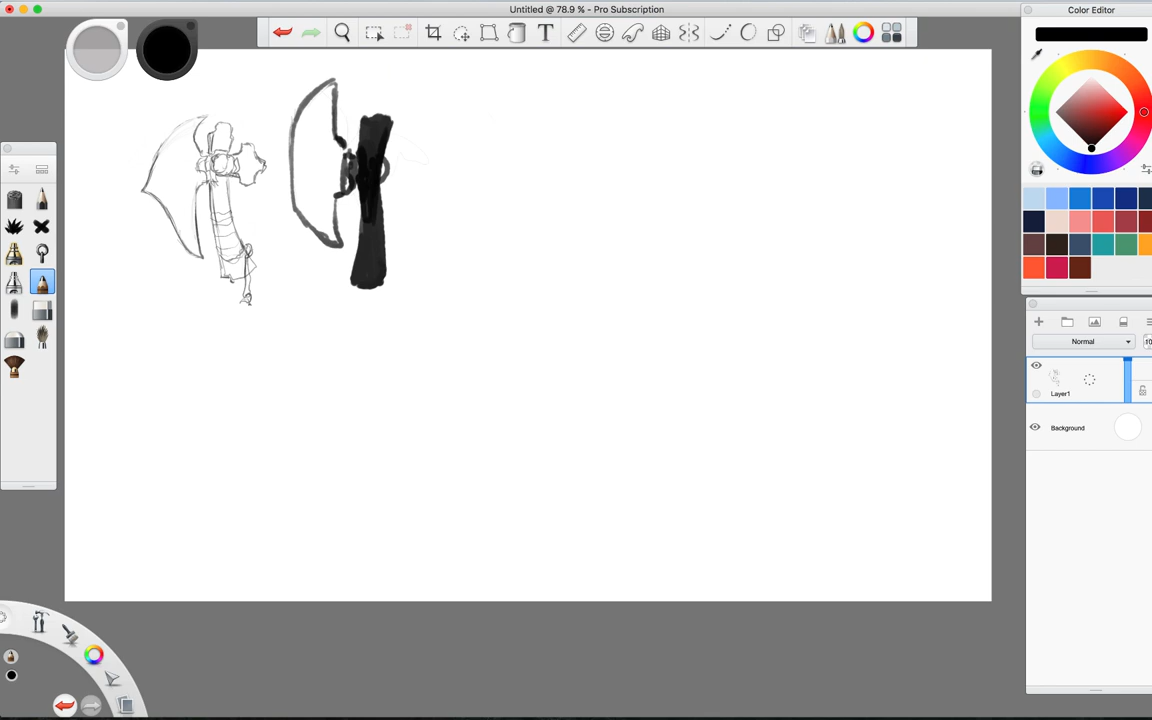 Untitled @ 78.9 % - Pro Subscription
T
Color Editor
Normal
Layer1
Background